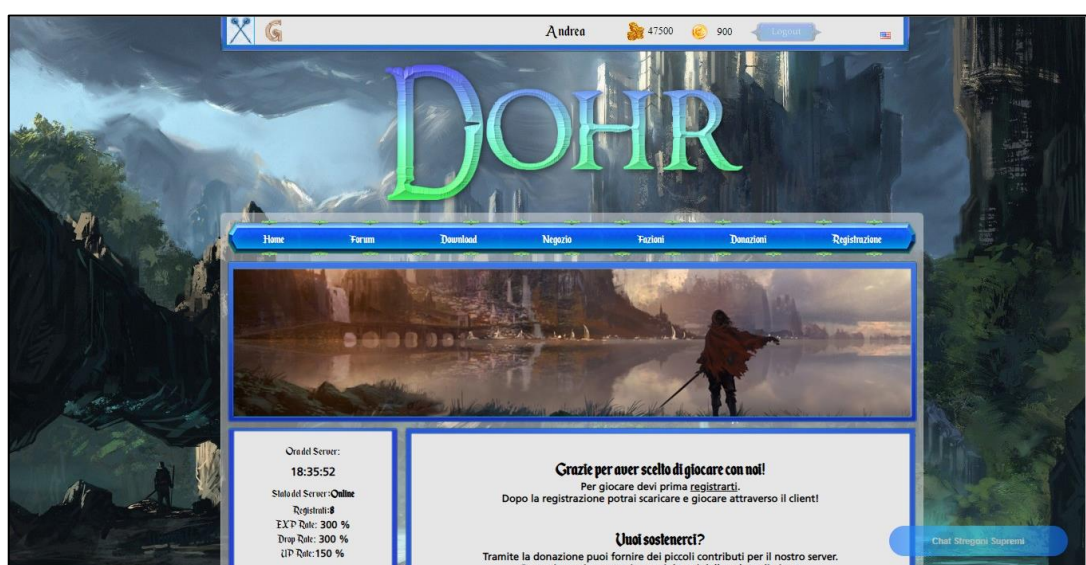 Andrea 47500 900 Logout
DOHR
Home Forum Download Negozio Fazioni Donazioni Registrazione
Ora del Server:
18:35:52
Stato del Server:Online
Registrati:8
EXP Rate: 300 %
Drop Rate: 300 %
UP Rate:150 %
Grazie per aver scelto di giocare con noi!
Per giocare devi prima registrarti.
Dopo la registrazione potrai scaricare e giocare attraverso il client!
Vuoi sostenerci?
Tramite la donazione puoi fornire dei piccoli contributi per il nostro server.
Chat Stregoni Supremi